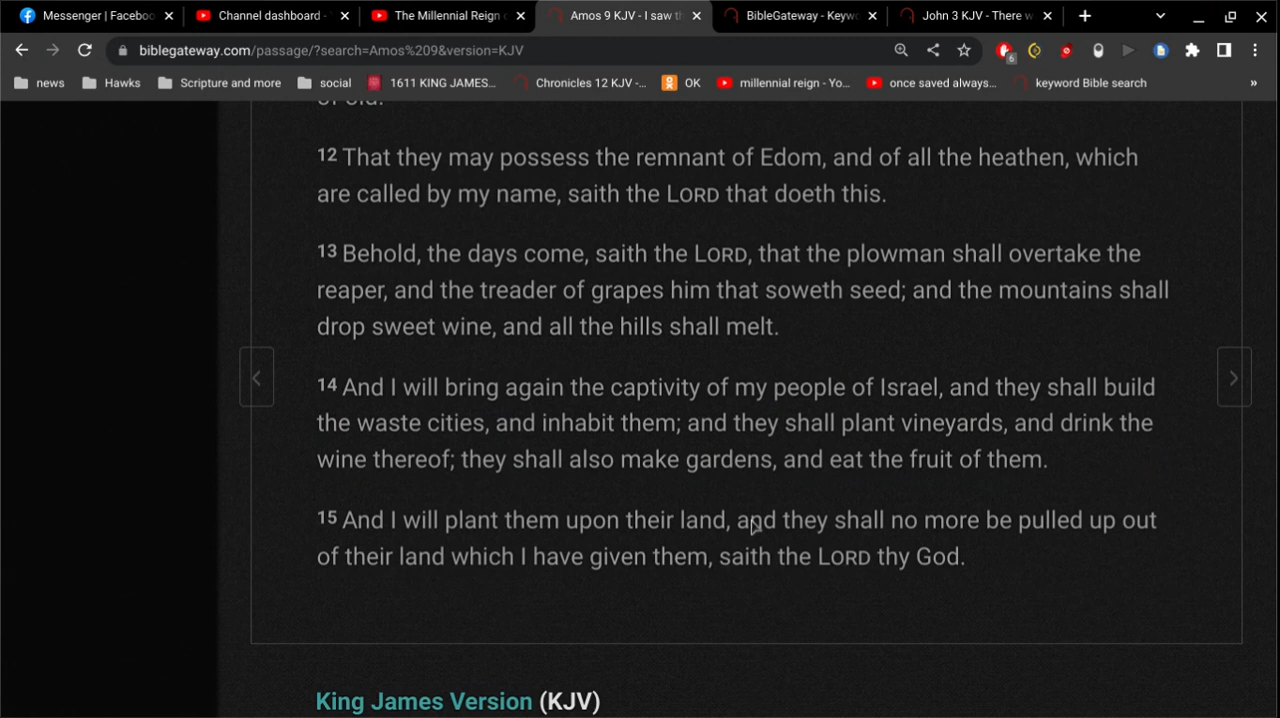 Messenger | Faceboo
Channel dashboard -
The Millennial Reign o
Amos 9 KJV - I saw th
BibleGateway - Keyw
John 3 KJV - There w
biblegateway.com/passage/?search=Amos%209&version=KJV
6
news
Hawks
Scripture and more
social
1611 KING JAMES...
Chronicles 12 KJV -...
OK
millennial reign - Yo...
once saved always...
keyword Bible search
»
of old:
12 That they may possess the remnant of Edom, and of all the heathen, which
are called by my name, saith the LORD that doeth this.
13 Behold, the days come, saith the LORD, that the plowman shall overtake the
reaper, and the treader of grapes him that soweth seed; and the mountains shall
drop sweet wine, and all the hills shall melt.
14 And I will bring again the captivity of my people of Israel, and they shall build
the waste cities, and inhabit them; and they shall plant vineyards, and drink the
wine thereof; they shall also make gardens, and eat the fruit of them.
15 And I will plant them upon their land, and they shall no more be pulled up out
of their land which I have given them, saith the LORD thy God.
King James Version (KJV)